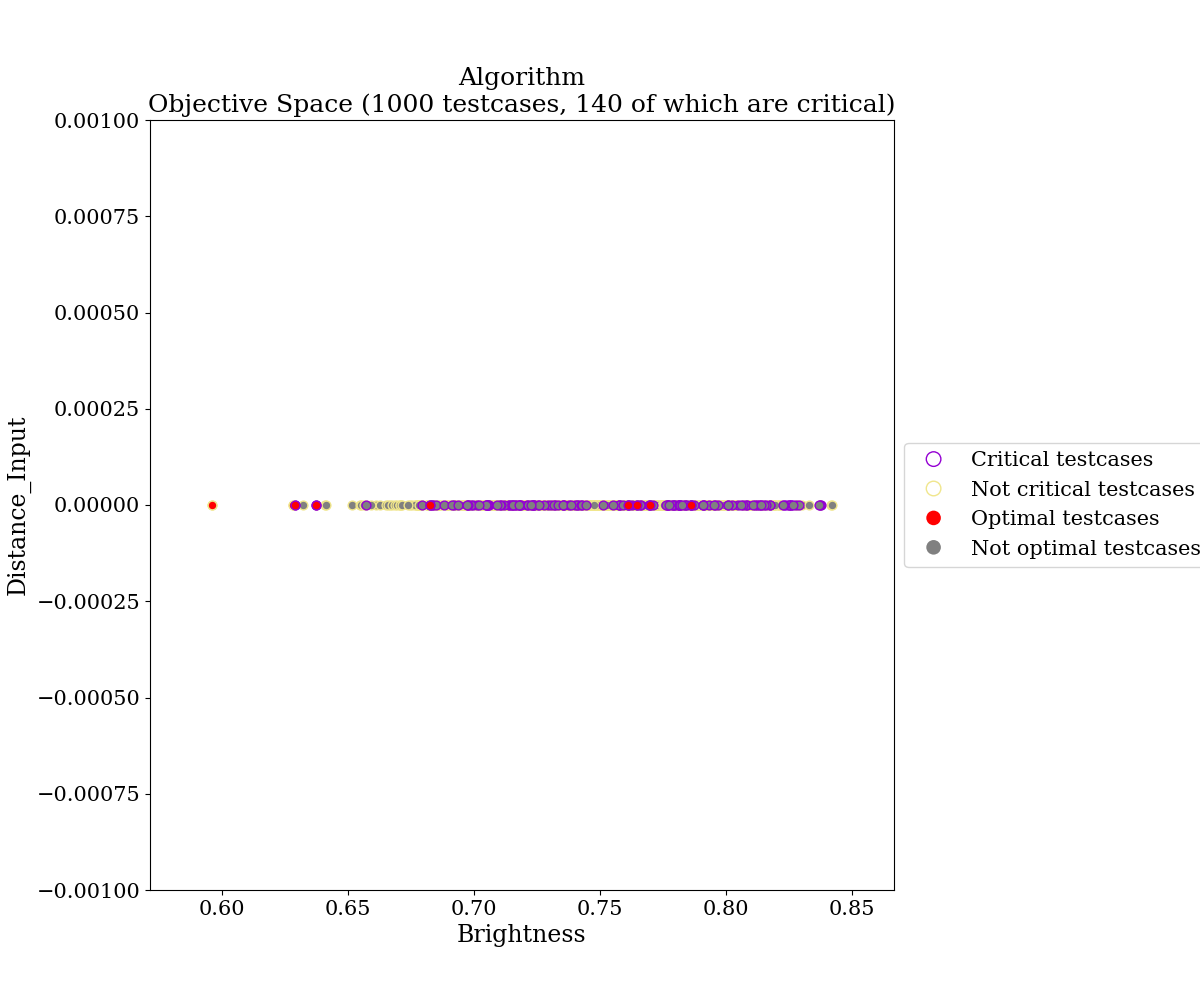 Algorithm
Objective Space (1000 testcases, 140 of which are critical)
0.00100
0.00075
0.00050
0.00025
0.00000
−0.00025
−0.00050
−0.00075
−0.00100
Distance_Input
0.60 0.65 0.70 0.75 0.80 0.85
Brightness
Critical testcases
Not critical testcases
Optimal testcases
Not optimal testcases